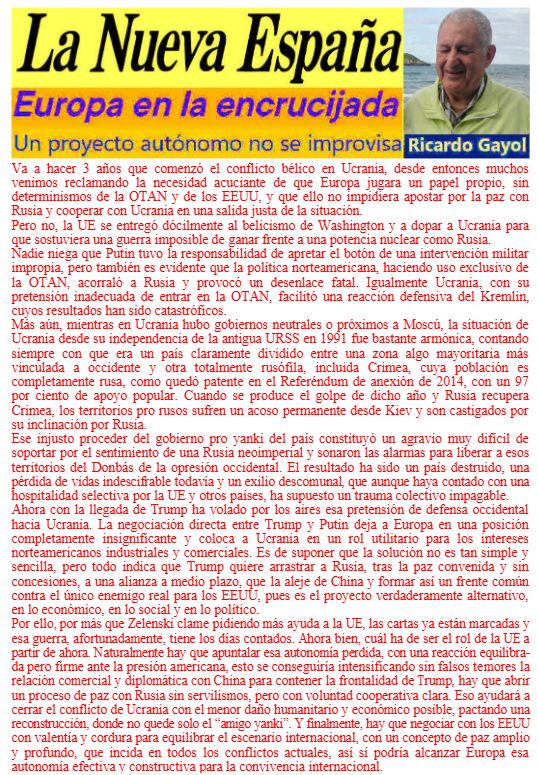 La Nueva España
Europa en la encrucijada
Un proyecto autónomo no se improvisa
Ricardo Gayol
Va a hacer 3 años que comenzó el conflicto bélico en Ucrania, desde entonces muchos
venimos reclamando la necesidad acuciante de que Europa jugara un papel propio, sin
determinismos de la OTAN y de los EEUU, y que ello no impidiera apostar por la paz con
Rusia y cooperar con Ucrania en una salida justa de la situación.
Pero no, la UE se entregó dócilmente al belicismo de Washington y a dopar a Ucrania para
que sostuviera una guerra imposible de ganar frente a una potencia nuclear como Rusia.
Nadie niega que Putin tuvo la responsabilidad de apretar el botón de una intervención militar
impropia, pero también es evidente que la política norteamericana, haciendo uso exclusivo de
la OTAN, acorraló a Rusia y provocó un desenlace fatal. Igualmente Ucrania, con su
pretensión inadecuada de entrar en la OTAN, facilitó una reacción defensiva del Kremlin,
cuyos resultados han sido catastróficos.
Más aún, mientras en Ucrania hubo gobiernos neutrales o próximos a Moscú, la situación de
Ucrania desde su independencia de la antigua URSS en 1991 fue bastante armónica, contando
siempre con que era un país claramente dividido entre una zona algo mayoritaria más
vinculada a occidente y otra totalmente rusófila, incluida Crimea, cuya población es
completamente rusa, como quedó patente en el Referéndum de anexión de 2014, con un 97
por ciento de apoyo popular. Cuando se produce el golpe de dicho año y Rusia recupera
Crimea, los territorios pro rusos sufren un acoso permanente desde Kiev y son castigados por
su inclinación por Rusia.
Ese injusto proceder del gobierno pro yanki del país constituyó un agravio muy difícil de
soportar por el sentimiento de una Rusia neoimperial y sonaron las alarmas para liberar a esos
territorios del Donbás de la opresión occidental. El resultado ha sido un país destruido, una
pérdida de vidas indescifrable todavía y un exilio descomunal, que aunque haya contado con una
hospitalidad selectiva por la UE y otros países, ha supuesto un trauma colectivo impagable.
Ahora con la llegada de Trump ha volado por los aires esa pretensión de defensa occidental
hacia Ucrania. La negociación directa entre Trump y Putin deja a Europa en una posición
completamente insignificante y coloca a Ucrania en un rol utilitario para los intereses
norteamericanos industriales y comerciales. Es de suponer que la solución no es tan simple y
sencilla, pero todo indica que Trump quiere arrastrar a Rusia, tras la paz convenida y sin
concesiones, a una alianza a medio plazo, que la aleje de China y formar así un frente común
contra el único enemigo real para los EEUU, pues es el proyecto verdaderamente alternativo,
en lo económico, en lo social y en lo político.
Por ello, por más que Zelenski clame pidiendo más ayuda a la UE, las cartas ya están marcadas y
esa guerra, afortunadamente, tiene los días contados. Ahora bien, cuál ha de ser el rol de la UE a
partir de ahora. Naturalmente hay que apuntalar esa autonomía perdida, con una reacción equilibra-
da pero firme ante la presión americana, esto se conseguiría intensificando sin falsos temores la
relación comercial y diplomática con China para contener la frontalidad de Trump, hay que abrir
un proceso de paz con Rusia sin servilismos, pero con voluntad cooperativa clara. Eso ayudará a
cerrar el conflicto de Ucrania con el menor daño humanitario y económico posible, pactando una
reconstrucción, donde no quede solo el “amigo yanki”. Y finalmente, hay que negociar con los EEUU
con valentía y cordura para equilibrar el escenario internacional, con un concepto de paz amplio
y profundo, que incida en todos los conflictos actuales, así sí podría alcanzar Europa esa
autonomía efectiva y constructiva para la convivencia internacional.